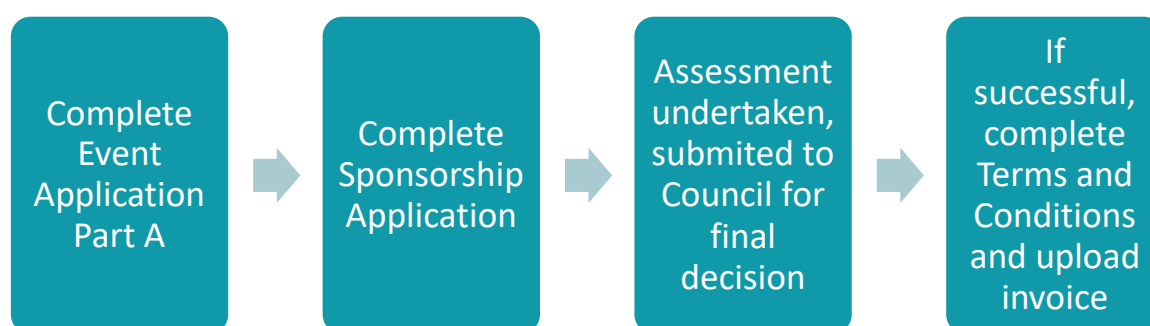 Complete
Event
Application
Part A
Complete
Sponsorship
Application
Assessment
undertaken,
submited to
Council for
final
decision
If
successful,
complete
Terms and
Conditions
and upload
invoice